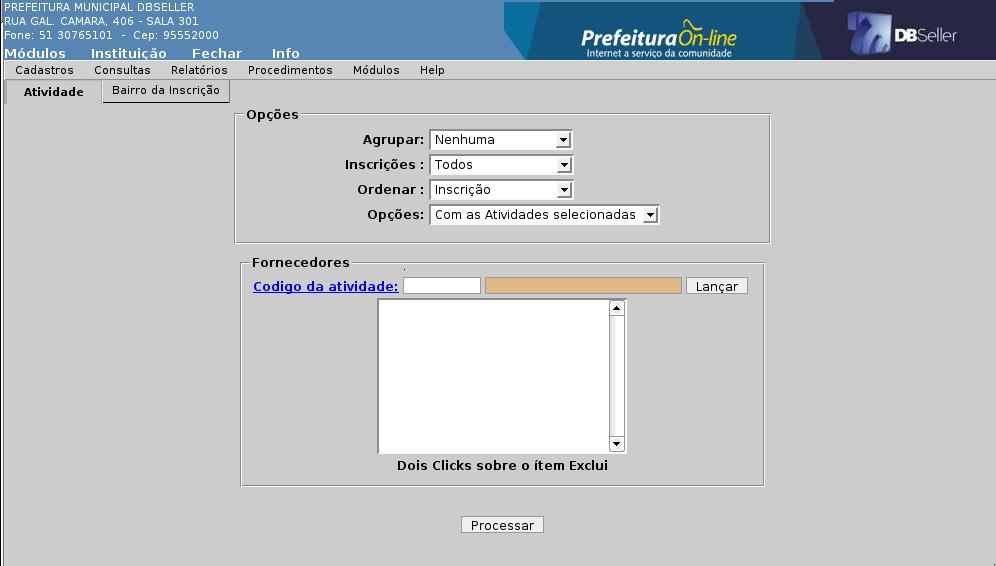 PREFEITURA MUNICIPAL DBSELLER
RUA GAL. CAMARA, 406 - SALA 301
Fone: 51 30765101 - Cep: 95552000
Prefeitura On-line
Internet a serviço da comunidade
DBSeller
Módulos Instituição Fechar Info
Cadastros Consultas Relatórios Procedimentos Módulos Help
Atividade Bairro da Inscrição
Opções
Agrupar: Nenhuma
Inscrições : Todos
Ordenar : Inscrição
Opções: Com as Atividades selecionadas
Fornecedores
Codigo da atividade: Lançar
Dois Clicks sobre o ítem Exclui
Processar